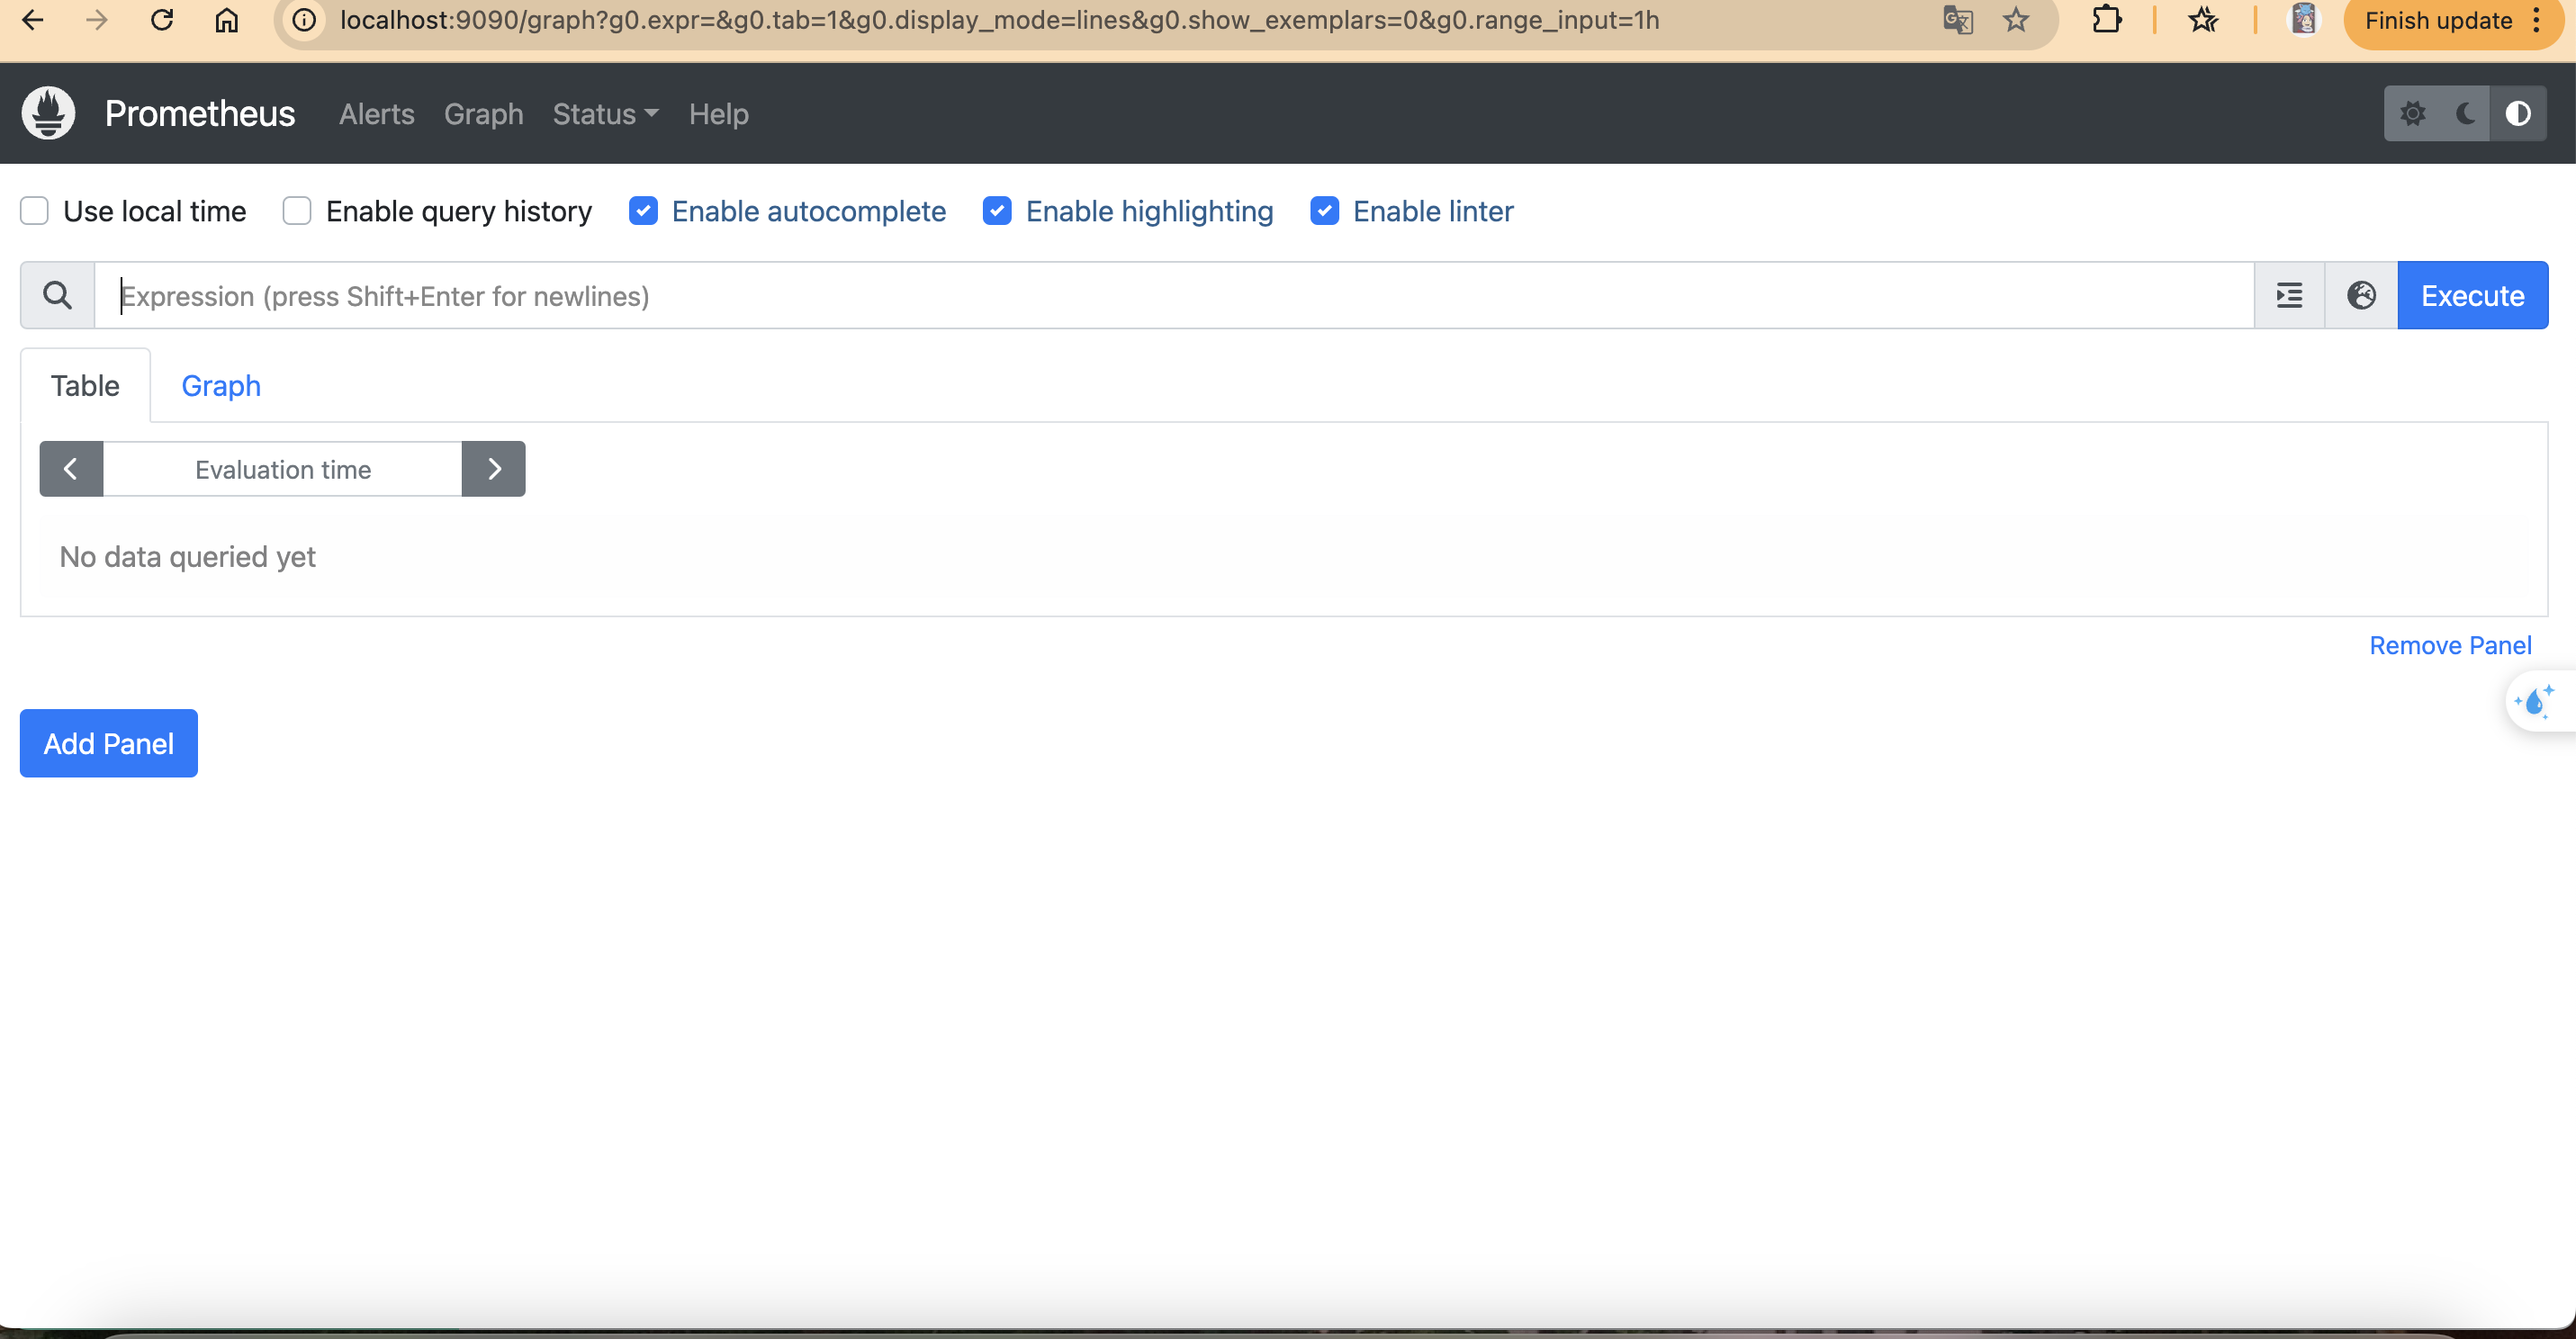 localhost:9090/graph?g0.expr=&g0.tab=1&g0.display_mode=lines&g0.show_exemplars=0&g0.range_input=1h Finish update
Prometheus Alerts Graph Status Help
Use local time Enable query history Enable autocomplete Enable highlighting Enable linter
Expression (press Shift+Enter for newlines) Execute
Table Graph
Evaluation time
No data queried yet
Remove Panel
Add Panel